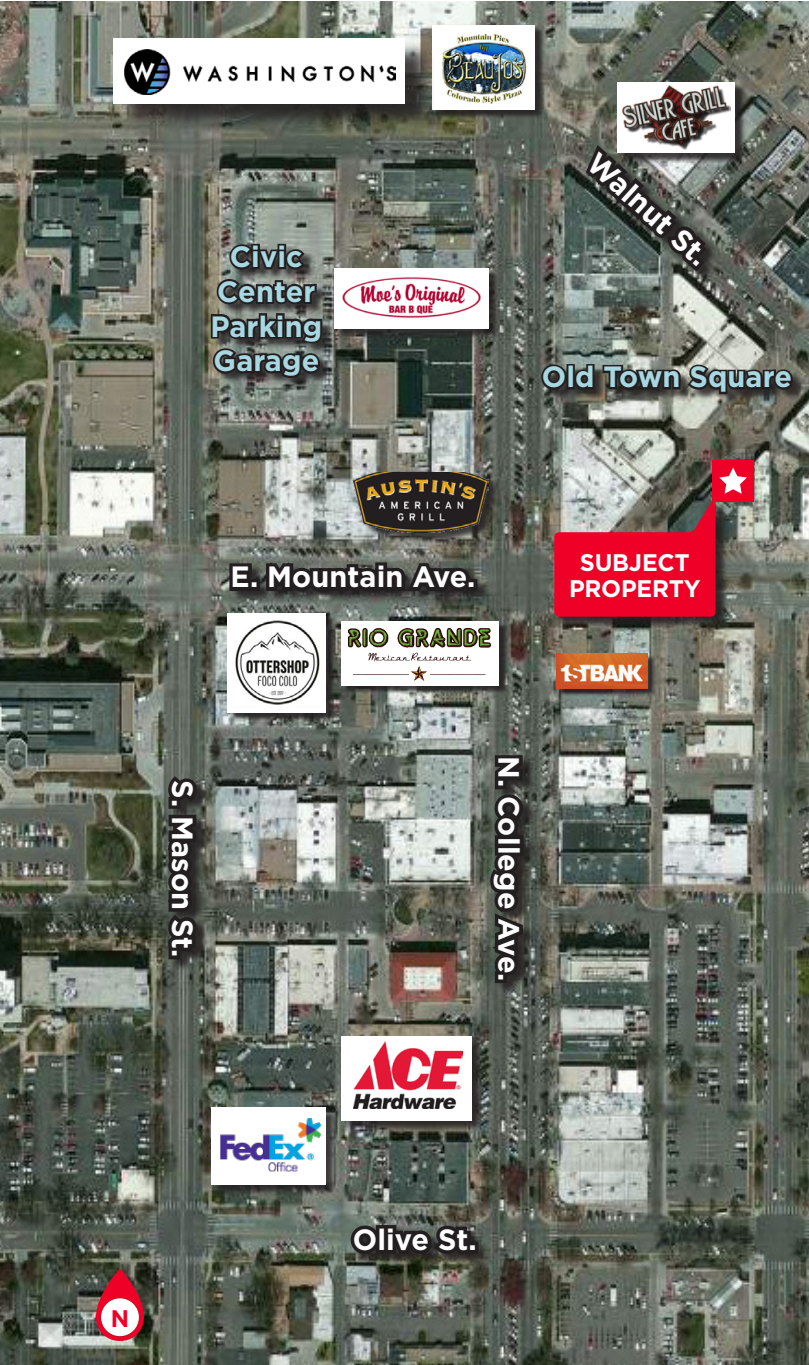 W WASHINGTON'S
Mountain Pies
by
BEAUJO'S
Colorado Style Pizza
SILVER GRILL
CAFE
Walnut St.
Civic
Center
Parking
Garage
Moe's Original
BAR B QUE
Old Town Square
AUSTIN'S
AMERICAN
GRILL
SUBJECT
PROPERTY
E. Mountain Ave.
OTTERSHOP
FOCO COLO
RIO GRANDE
Mexican Restaurant
1STBANK
S. Mason St.
N. College Ave.
ACE
Hardware
FedEx
Office
Olive St.
N